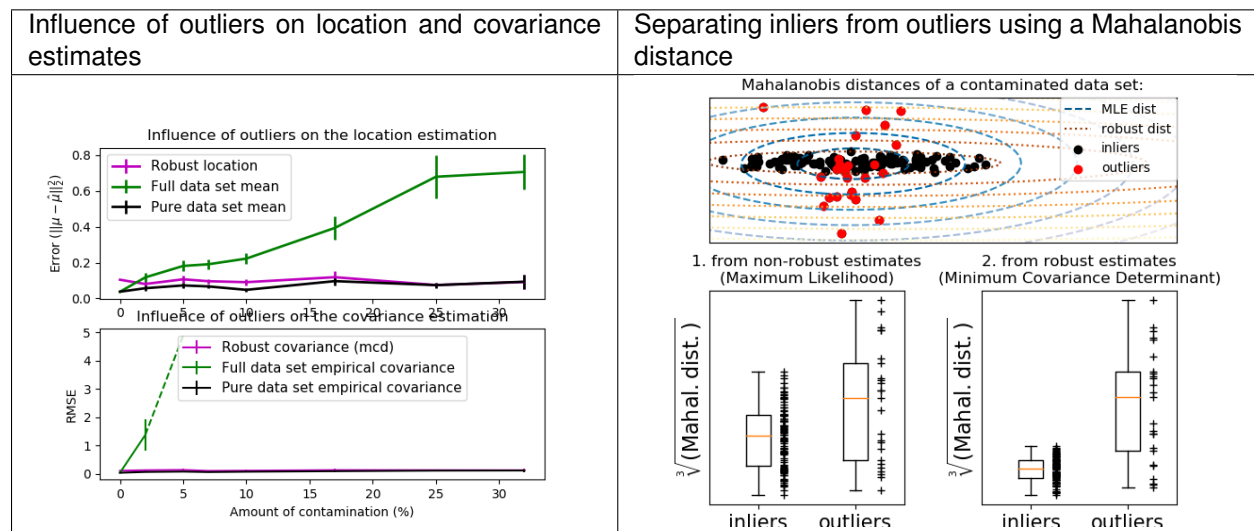 Influence of outliers on location and covariance
estimates
Separating inliers from outliers using a Mahalanobis
distance
Influence of outliers on the location estimation
0.8
0.6
0.4
0.2
0.0
Error (||μ − μ̂||₂²)
Robust location
Full data set mean
Pure data set mean
0 5 10 15 20 25 30
Influence of outliers on the covariance estimation
5
4
3
2
1
0
RMSE
Robust covariance (mcd)
Full data set empirical covariance
Pure data set empirical covariance
0 5 10 15 20 25 30
Amount of contamination (%)
Mahalanobis distances of a contaminated data set:
MLE dist
robust dist
inliers
outliers
1. from non-robust estimates
(Maximum Likelihood)
∛(Mahal. dist.)
inliers outliers
2. from robust estimates
(Minimum Covariance Determinant)
∛(Mahal. dist.)
inliers outliers